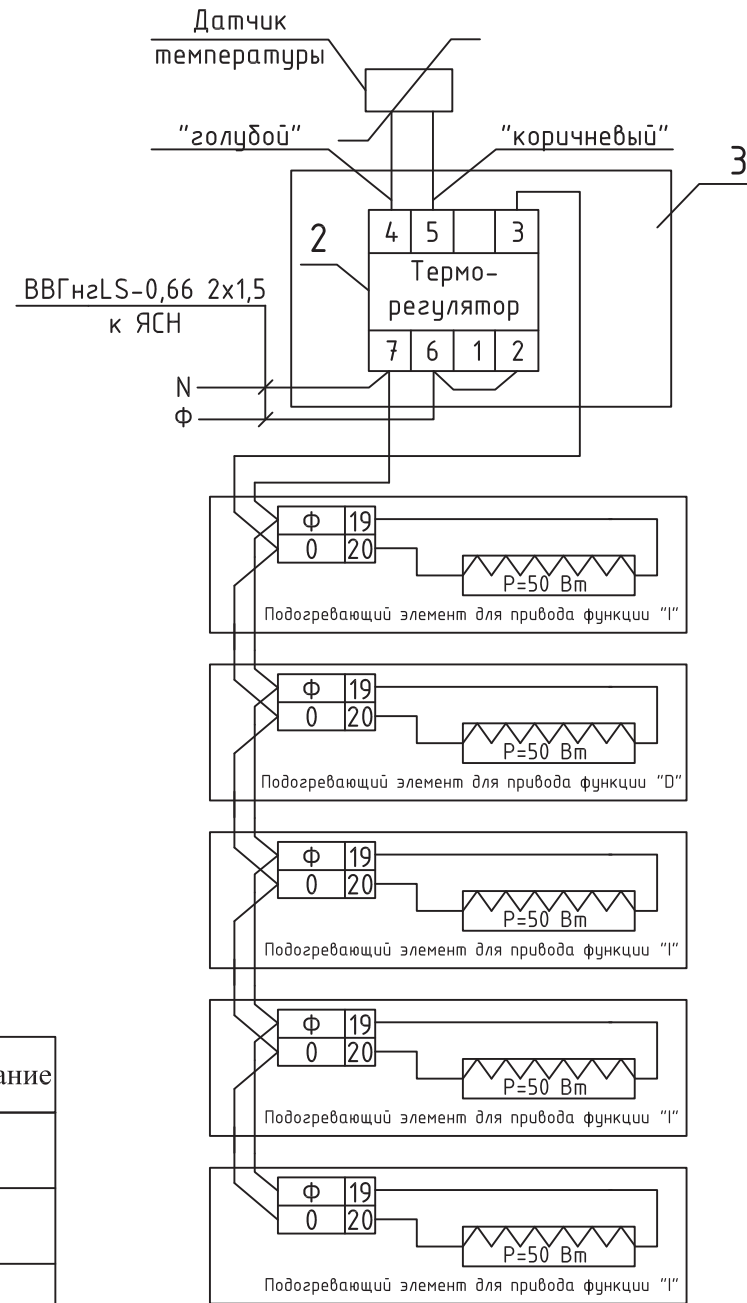 Датчик
температуры
"голубой"
"коричневый"
3
2
4 5 3
Термо-
регулятор
7 6 1 2
ВВГнгLS-0,66 2х1,5
к ЯСН
N
Ф
Ф 19
0 20
P=50 Вт
Подогревающий элемент для привода функции "I"
Ф 19
0 20
P=50 Вт
Подогревающий элемент для привода функции "D"
Ф 19
0 20
P=50 Вт
Подогревающий элемент для привода функции "I"
Ф 19
0 20
P=50 Вт
Подогревающий элемент для привода функции "I"
Ф 19
0 20
P=50 Вт
Подогревающий элемент для привода функции "I"
ание